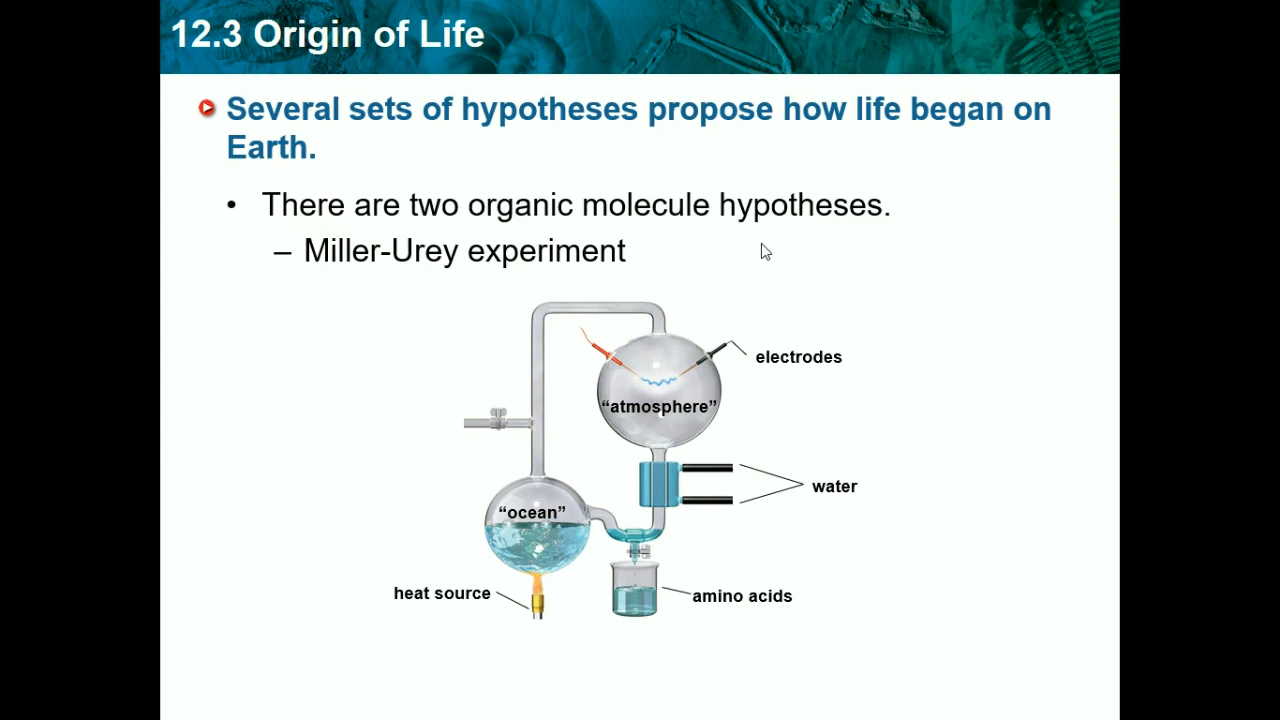 12.3 Origin of Life
Several sets of hypotheses propose how life began on
Earth.
• There are two organic molecule hypotheses.
– Miller-Urey experiment
electrodes
“atmosphere”
water
“ocean”
heat source
amino acids